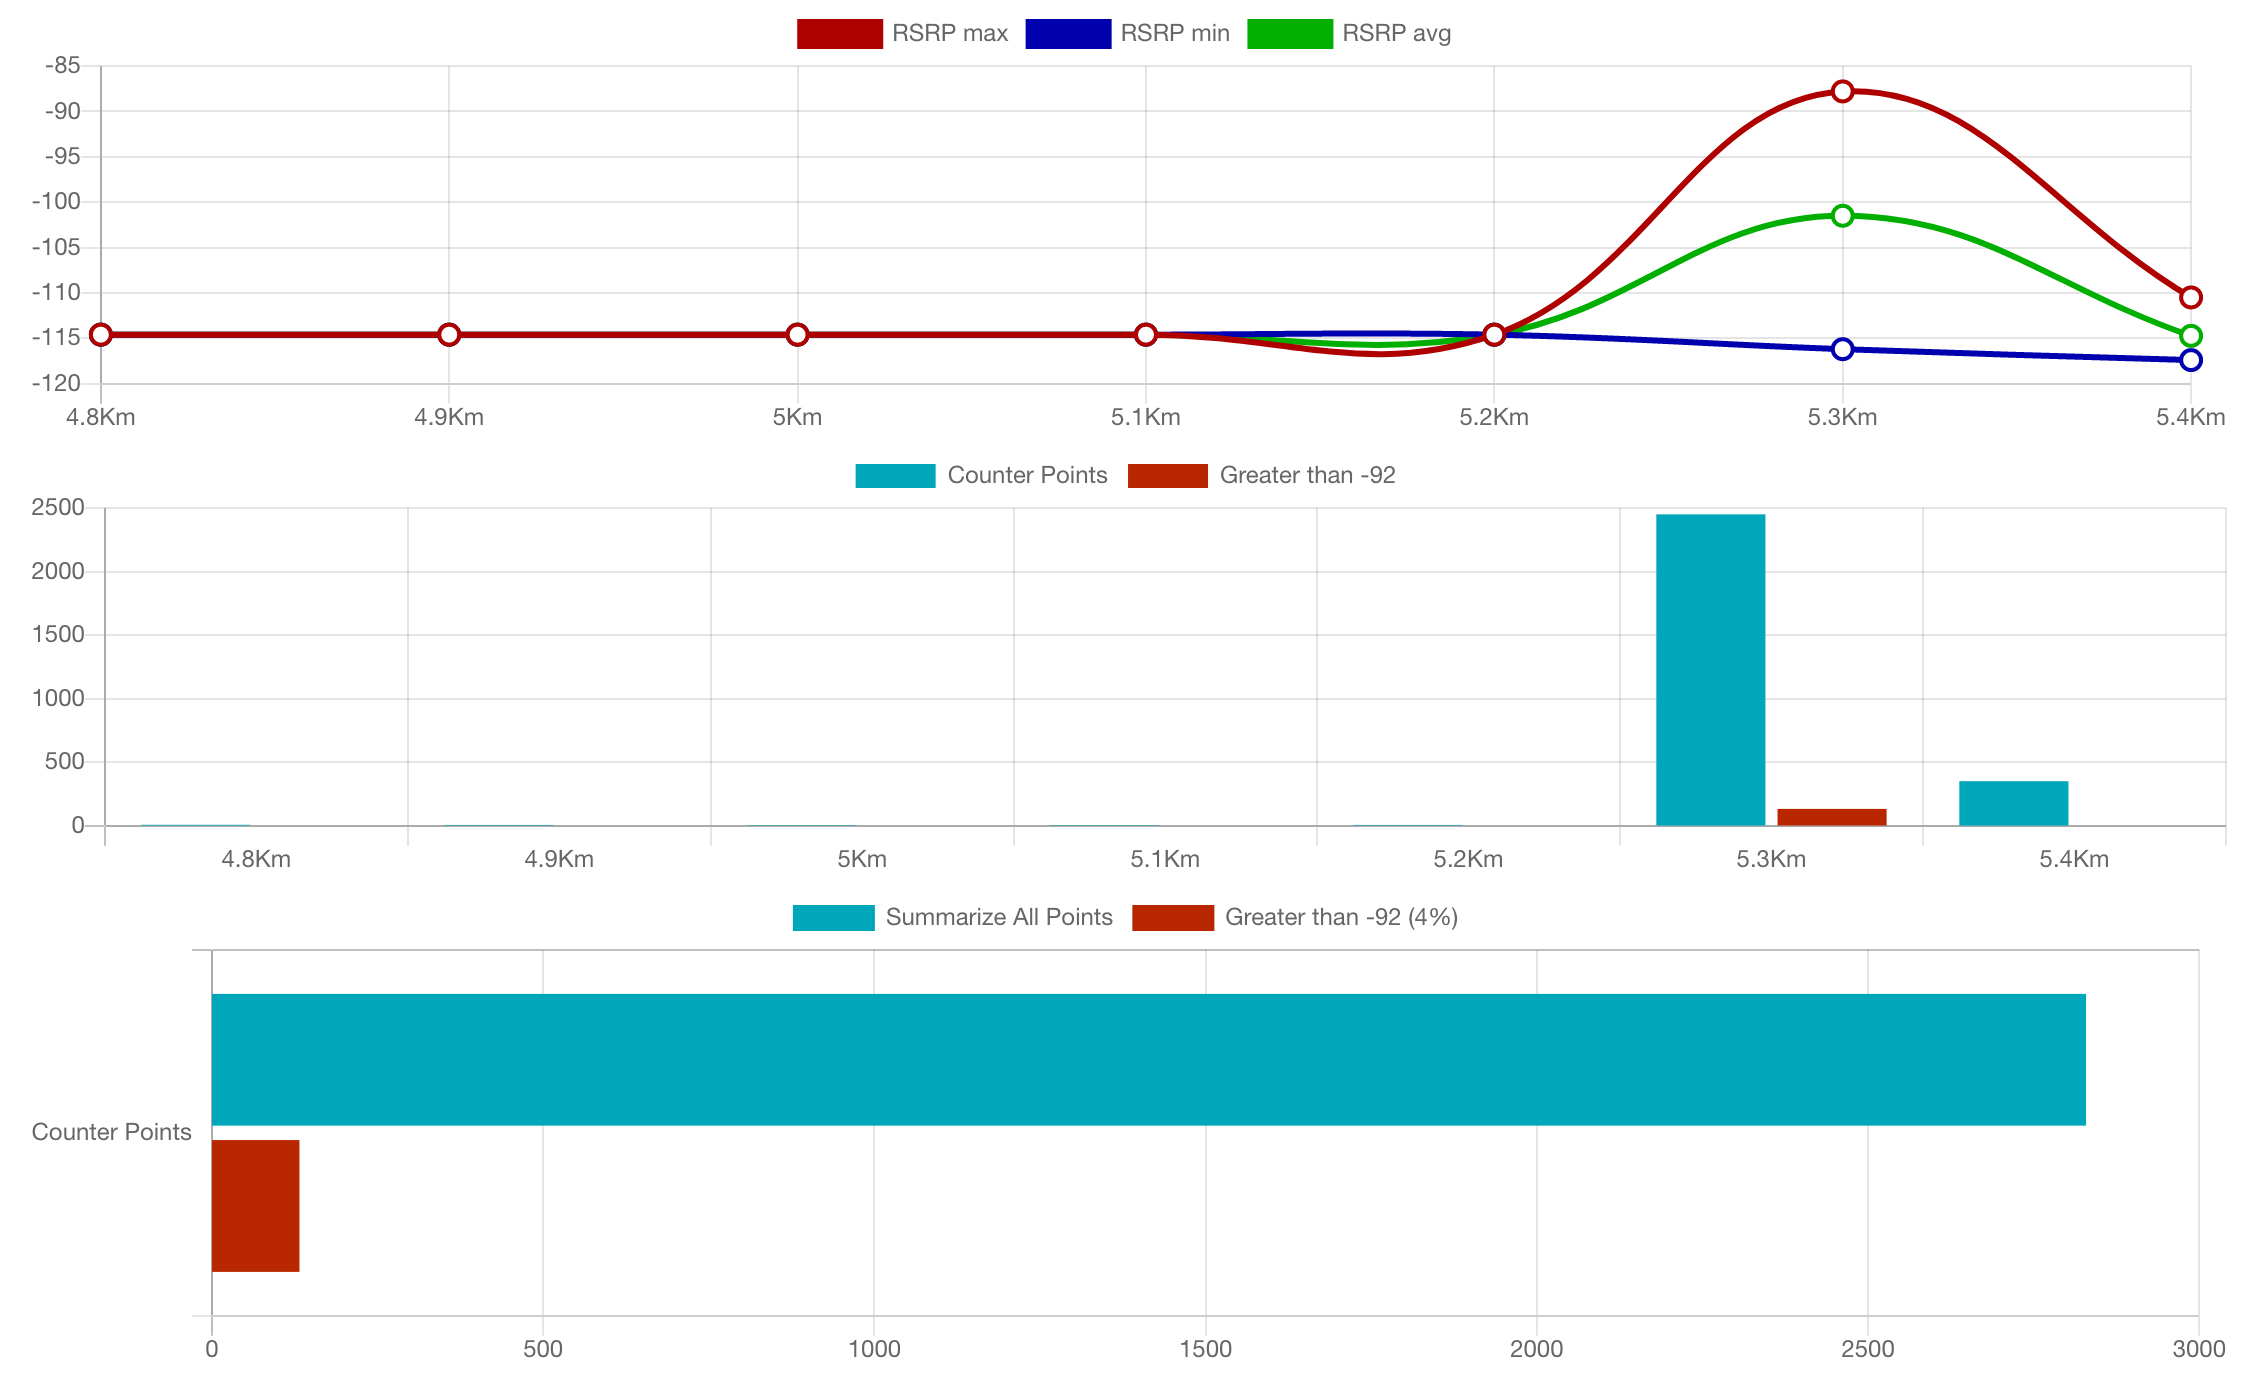 RSRP max RSRP min RSRP avg
-85
-90
-95
-100
-105
-110
-115
-120
4.8Km 4.9Km 5Km 5.1Km 5.2Km 5.3Km 5.4Km
Counter Points Greater than -92
2500
2000
1500
1000
500
0
4.8Km 4.9Km 5Km 5.1Km 5.2Km 5.3Km 5.4Km
Summarize All Points Greater than -92 (4%)
Counter Points
0 500 1000 1500 2000 2500 3000